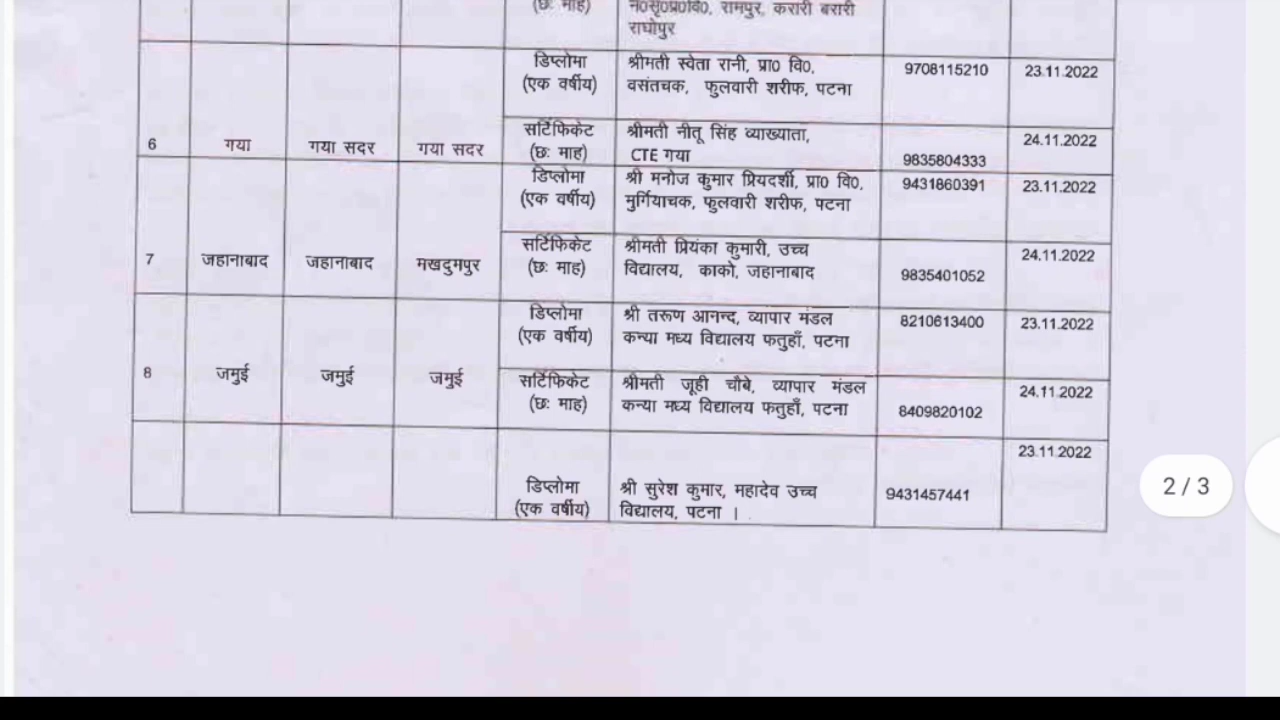 (छः माह) न0सृ0प्रा0वि0, रामपुर, करारी बरारी
राघोपुर
डिप्लोमा श्रीमती स्वेता रानी, प्रा0 वि0, 9708115210 23.11.2022
(एक वर्षीय) वसंतचक, फुलवारी शरीफ, पटना
सर्टिफिकेट श्रीमती नीतू सिंह व्याख्याता, 24.11.2022
6 गया गया सदर गया सदर (छः माह) CTE गया 9835804333
डिप्लोमा श्री मनोज कुमार प्रियदर्शी, प्रा0 वि0, 9431860391 23.11.2022
(एक वर्षीय) मुर्गियाचक, फुलवारी शरीफ, पटना
सर्टिफिकेट श्रीमती प्रियंका कुमारी, उच्च 24.11.2022
7 जहानाबाद जहानाबाद मखदुमपुर (छः माह) विद्यालय, काको, जहानाबाद 9835401052
डिप्लोमा श्री तरूण आनन्द, व्यापार मंडल 8210613400 23.11.2022
(एक वर्षीय) कन्या मध्य विद्यालय फतुहाँ, पटना
8 जमुई जमुई जमुई सर्टिफिकेट श्रीमती जूही चौबे, व्यापार मंडल 24.11.2022
(छः माह) कन्या मध्य विद्यालय फतुहाँ, पटना 8409820102
23.11.2022
डिप्लोमा श्री सुरेश कुमार, महादेव उच्च 9431457441
(एक वर्षीय) विद्यालय, पटना ।
2 / 3